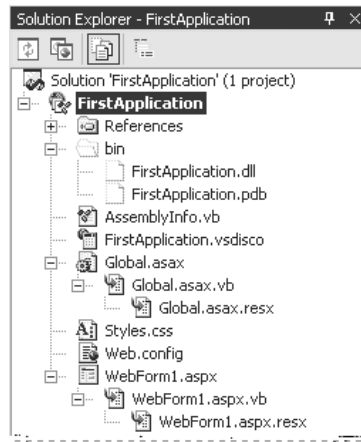 Solution Explorer - FirstApplication
Solution 'FirstApplication' (1 project)
FirstApplication
References
bin
FirstApplication.dll
FirstApplication.pdb
AssemblyInfo.vb
FirstApplication.vsdisco
Global.asax
Global.asax.vb
Global.asax.resx
Styles.css
Web.config
WebForm1.aspx
WebForm1.aspx.vb
WebForm1.aspx.resx